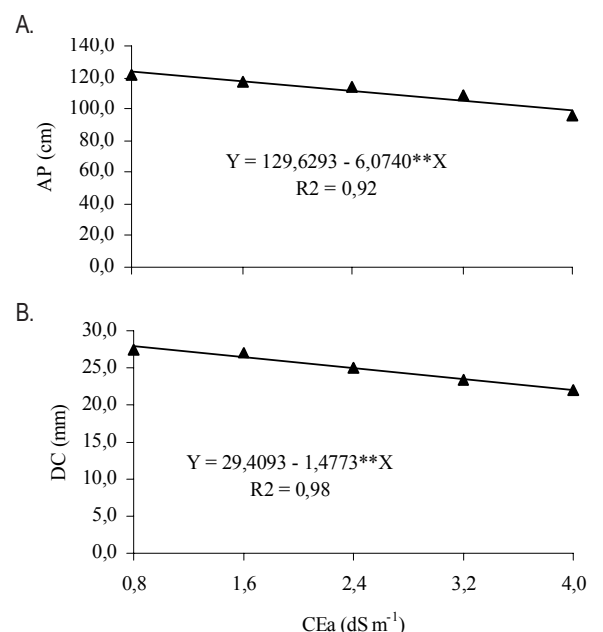 A.
140,0
120,0
100,0
80,0
60,0
40,0
20,0
0,0
AP (cm)
Y = 129,6293 - 6,0740**X
R2 = 0,92
B.
30,0
25,0
20,0
15,0
10,0
5,0
0,0
DC (mm)
Y = 29,4093 - 1,4773**X
R2 = 0,98
0,8 1,6 2,4 3,2 4,0
CEa (dS m⁻¹)